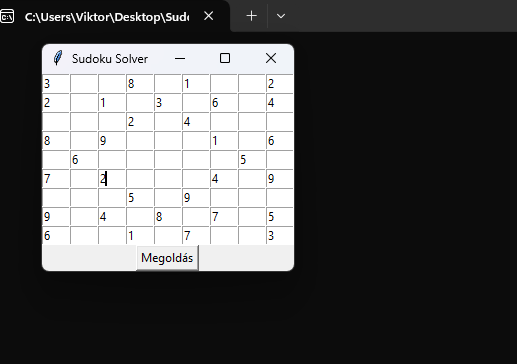 C:\Users\Viktor\Desktop\Sud
Sudoku Solver
3 8 1 2
2 1 3 6 4
2 4
8 9 1 6
6 5
7 2 4 9
5 9
9 4 8 7 5
6 1 7 3
Megoldás